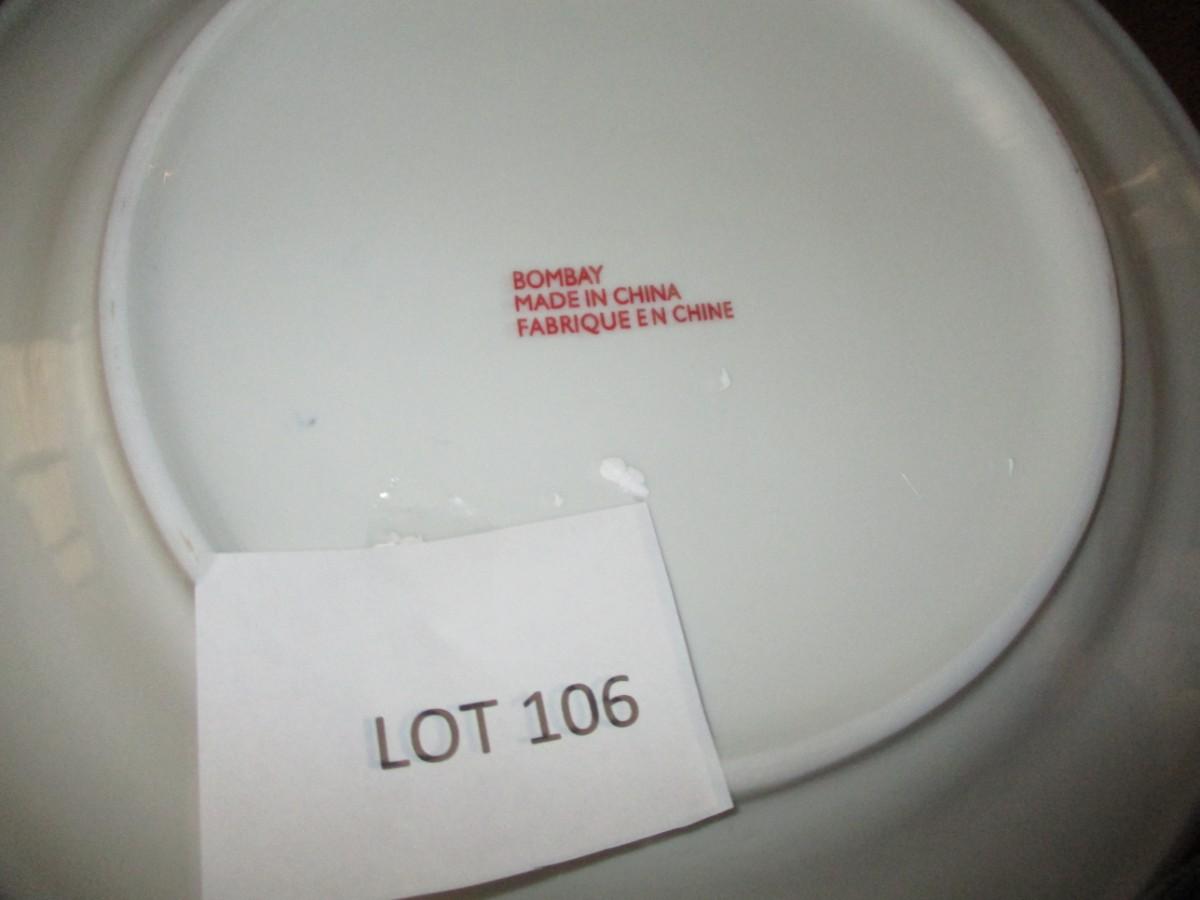 BOMBAY
MADE IN CHINA
FABRIQUE EN CHINE
LOT 106